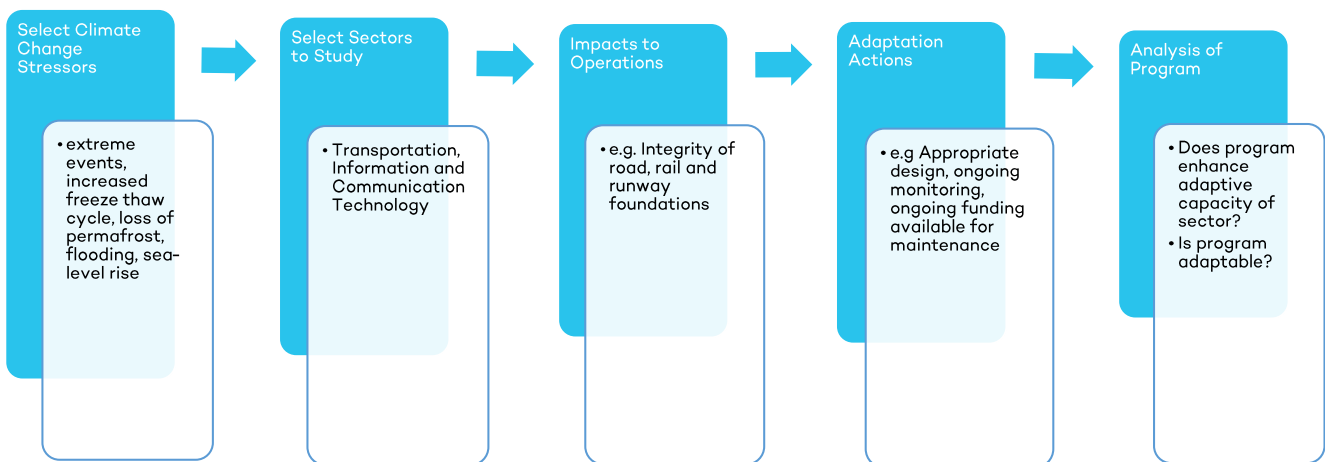 Select Climate
Change
Stressors
• extreme
events,
increased
freeze thaw
cycle, loss of
permafrost,
flooding, sea-
level rise
Select Sectors
to Study
• Transportation,
Information and
Communication
Technology
Impacts to
Operations
• e.g. Integrity of
road, rail and
runway
foundations
Adaptation
Actions
• e.g Appropriate
design, ongoing
monitoring,
ongoing funding
available for
maintenance
Analysis of
Program
• Does program
enhance
adaptive
capacity of
sector?
• Is program
adaptable?